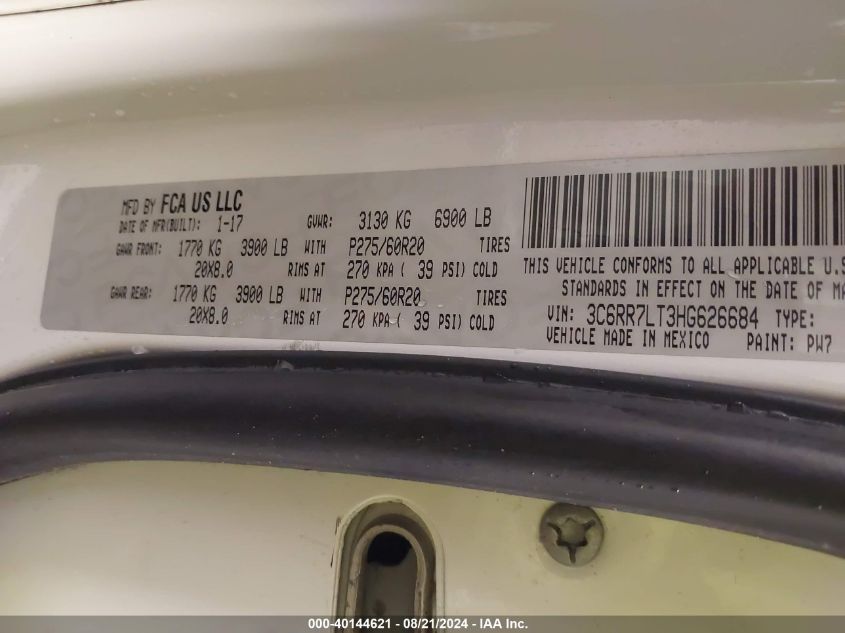 MFD BY FCA US LLC
DATE OF MFR(BUILT): 1-17 GVWR: 3130 KG 6900 LB
GAWR FRONT: 1770 KG 3900 LB WITH P275/60R20 TIRES
20X8.0 RIMS AT 270 KPA ( 39 PSI) COLD
GAWR REAR: 1770 KG 3900 LB WITH P275/60R20 TIRES
20X8.0 RIMS AT 270 KPA ( 39 PSI) COLD
THIS VEHICLE CONFORMS TO ALL APPLICABLE U.S
STANDARDS IN EFFECT ON THE DATE OF MA
VIN: 3C6RR7LT3HG626684 TYPE:
VEHICLE MADE IN MEXICO PAINT: PW7
000-40144621 - 08/21/2024 - IAA Inc.